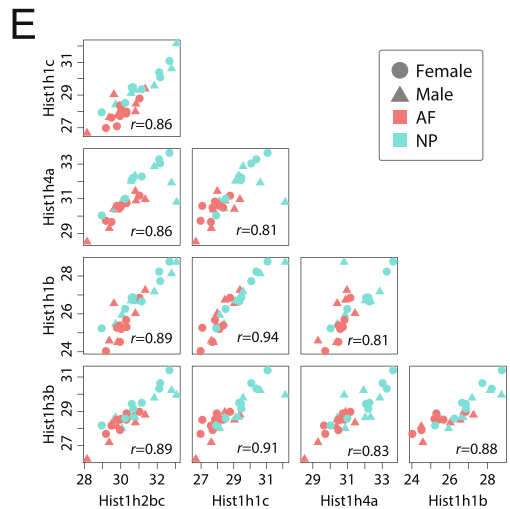 E
Female
Male
AF
NP
Hist1h1c
31
29
27
r=0.86
Hist1h4a
33
31
29
r=0.86
r=0.81
Hist1h1b
28
26
24
r=0.89
r=0.94
r=0.81
Hist1h3b
31
29
27
r=0.89
r=0.91
r=0.83
r=0.88
28 30 32 27 29 31 29 31 33 24 26 28
Hist1h2bc Hist1h1c Hist1h4a Hist1h1b